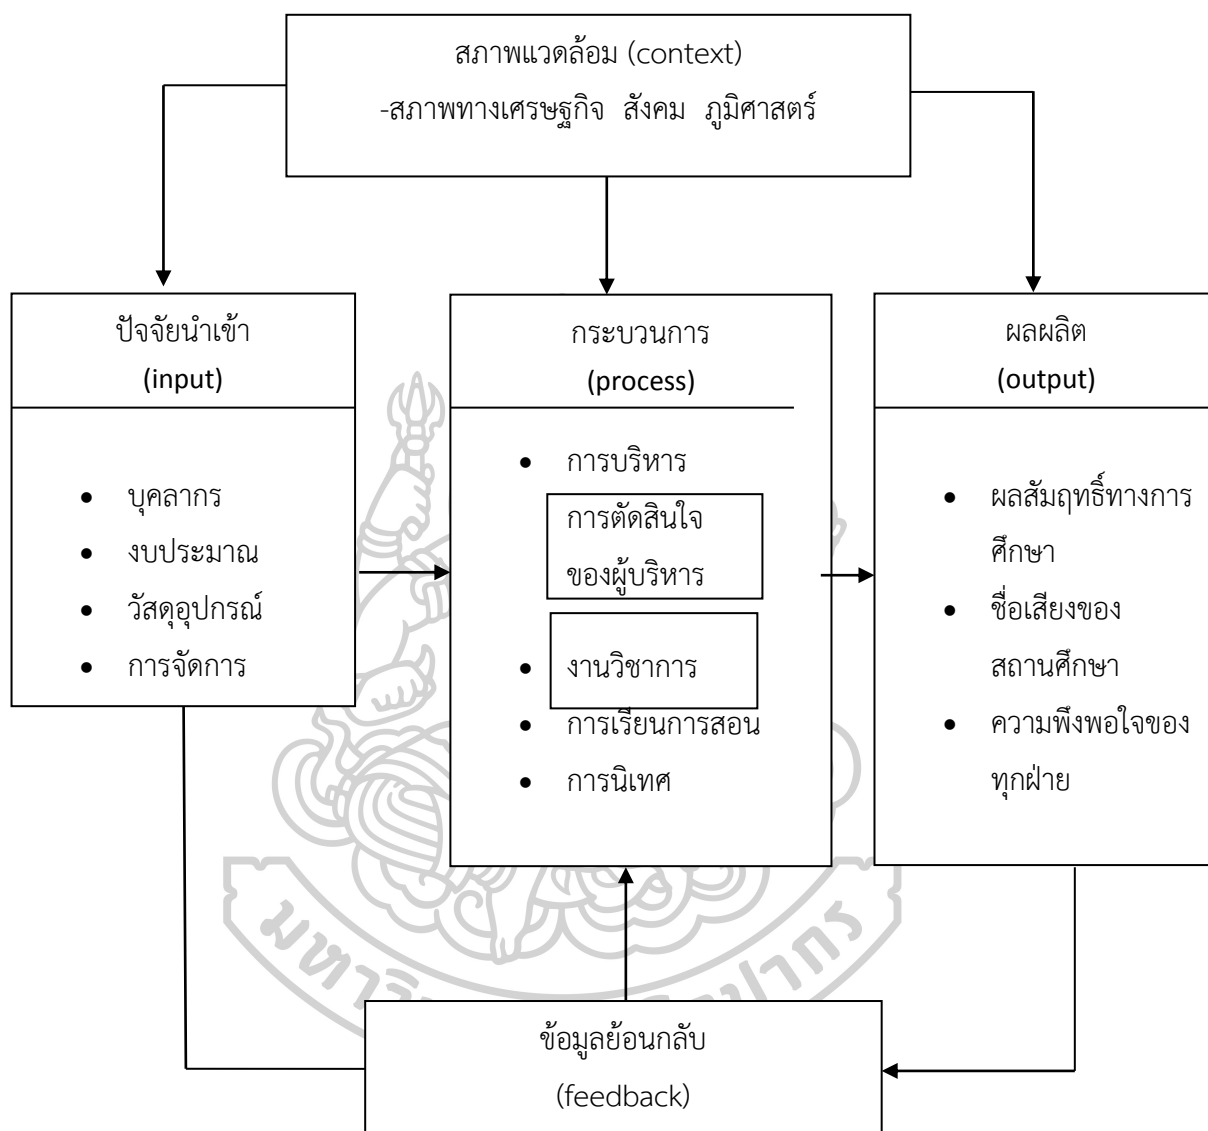 สภาพแวดล้อม (context)
-สภาพทางเศรษฐกิจ สังคม ภูมิศาสตร์
ปัจจัยนำเข้า
(input)
• บุคลากร
• งบประมาณ
• วัสดุอุปกรณ์
• การจัดการ
กระบวนการ
(process)
• การบริหาร
การตัดสินใจ
ของผู้บริหาร
• งานวิชาการ
• การเรียนการสอน
• การนิเทศ
ผลผลิต
(output)
• ผลสัมฤทธิ์ทางการ
ศึกษา
• ชื่อเสียงของ
สถานศึกษา
• ความพึงพอใจของ
ทุกฝ่าย
ข้อมูลย้อนกลับ
(feedback)